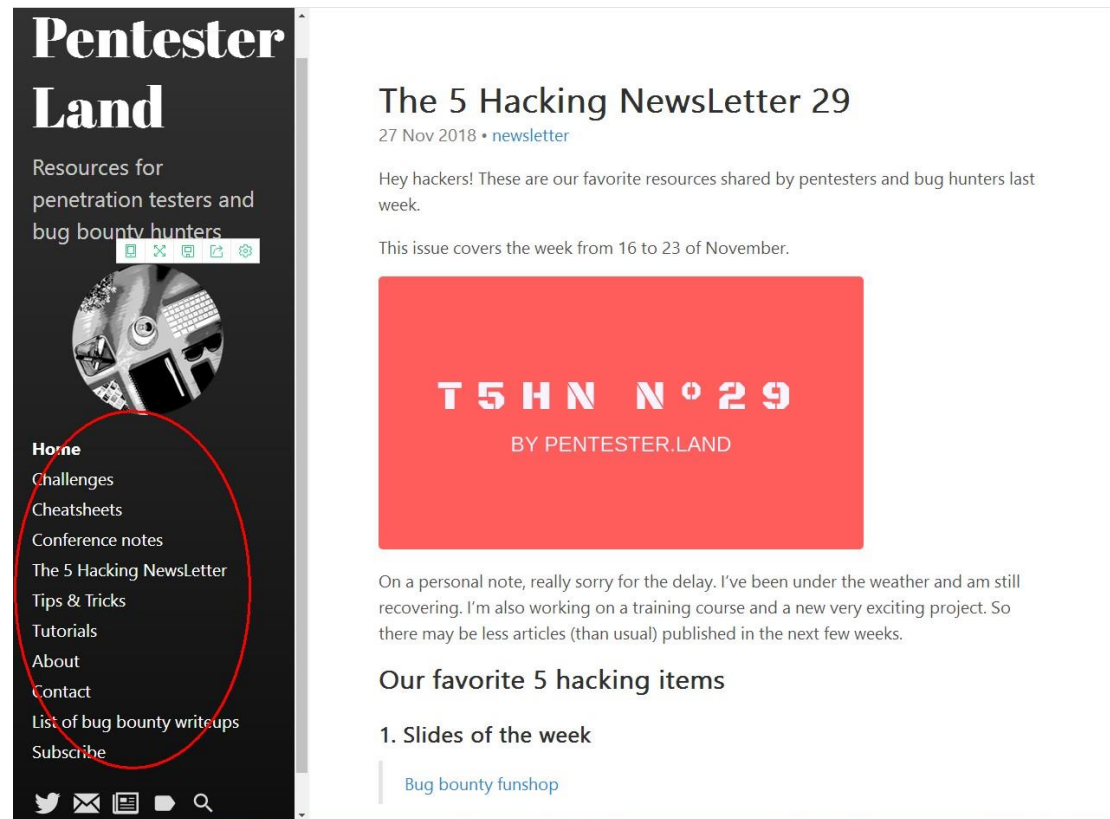 Pentester
Land
Resources for
penetration testers and
bug bounty hunters
Home
Challenges
Cheatsheets
Conference notes
The 5 Hacking NewsLetter
Tips & Tricks
Tutorials
About
Contact
List of bug bounty writeups
Subscribe
The 5 Hacking NewsLetter 29
27 Nov 2018 • newsletter
Hey hackers! These are our favorite resources shared by pentesters and bug hunters last
week.
This issue covers the week from 16 to 23 of November.
T5HN Nº29
BY PENTESTER.LAND
On a personal note, really sorry for the delay. I've been under the weather and am still
recovering. I'm also working on a training course and a new very exciting project. So
there may be less articles (than usual) published in the next few weeks.
Our favorite 5 hacking items
1. Slides of the week
Bug bounty funshop